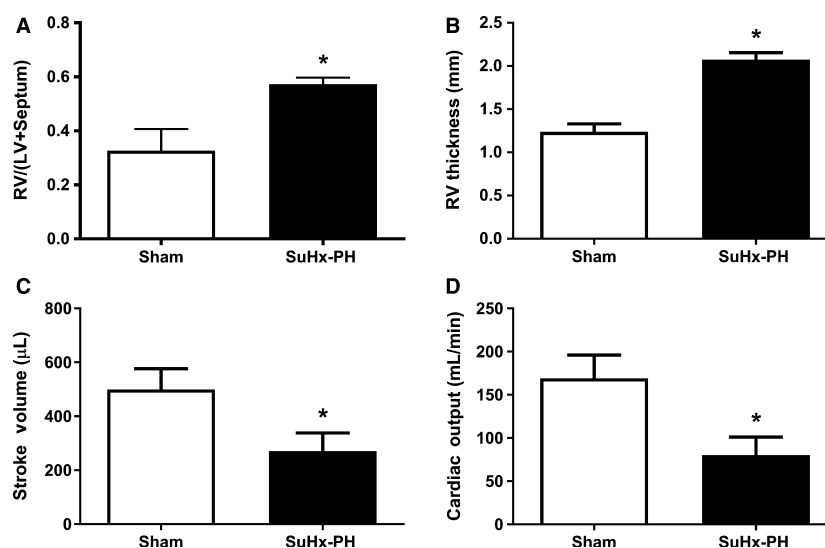 A
RV/(LV+Septum)
0.8
0.6
0.4
0.2
0.0
*
Sham
SuHx-PH
B
RV thickness (mm)
2.5
2.0
1.5
1.0
0.5
0.0
*
Sham
SuHx-PH
C
Stroke volume (μL)
800
600
400
200
0
*
Sham
SuHx-PH
D
Cardiac output (mL/min)
250
200
150
100
50
0
*
Sham
SuHx-PH